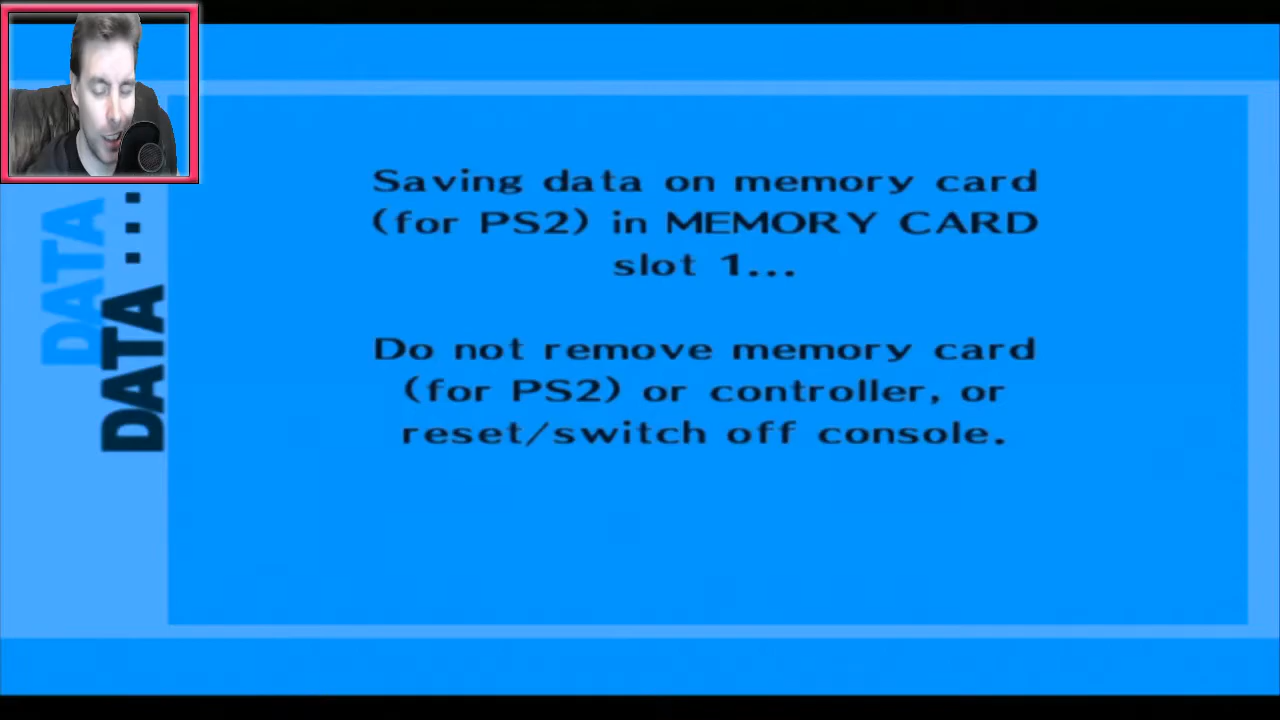 Saving data on memory card
(for PS2) in MEMORY CARD
slot 1...
Do not remove memory card
(for PS2) or controller, or
reset/switch off console.
DATA
DATA...